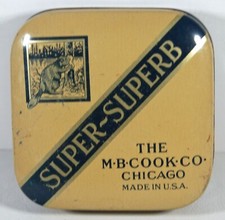 SUPER-SUPERB
THE
M·B·COOK·CO·
CHICAGO
MADE IN U.S.A.